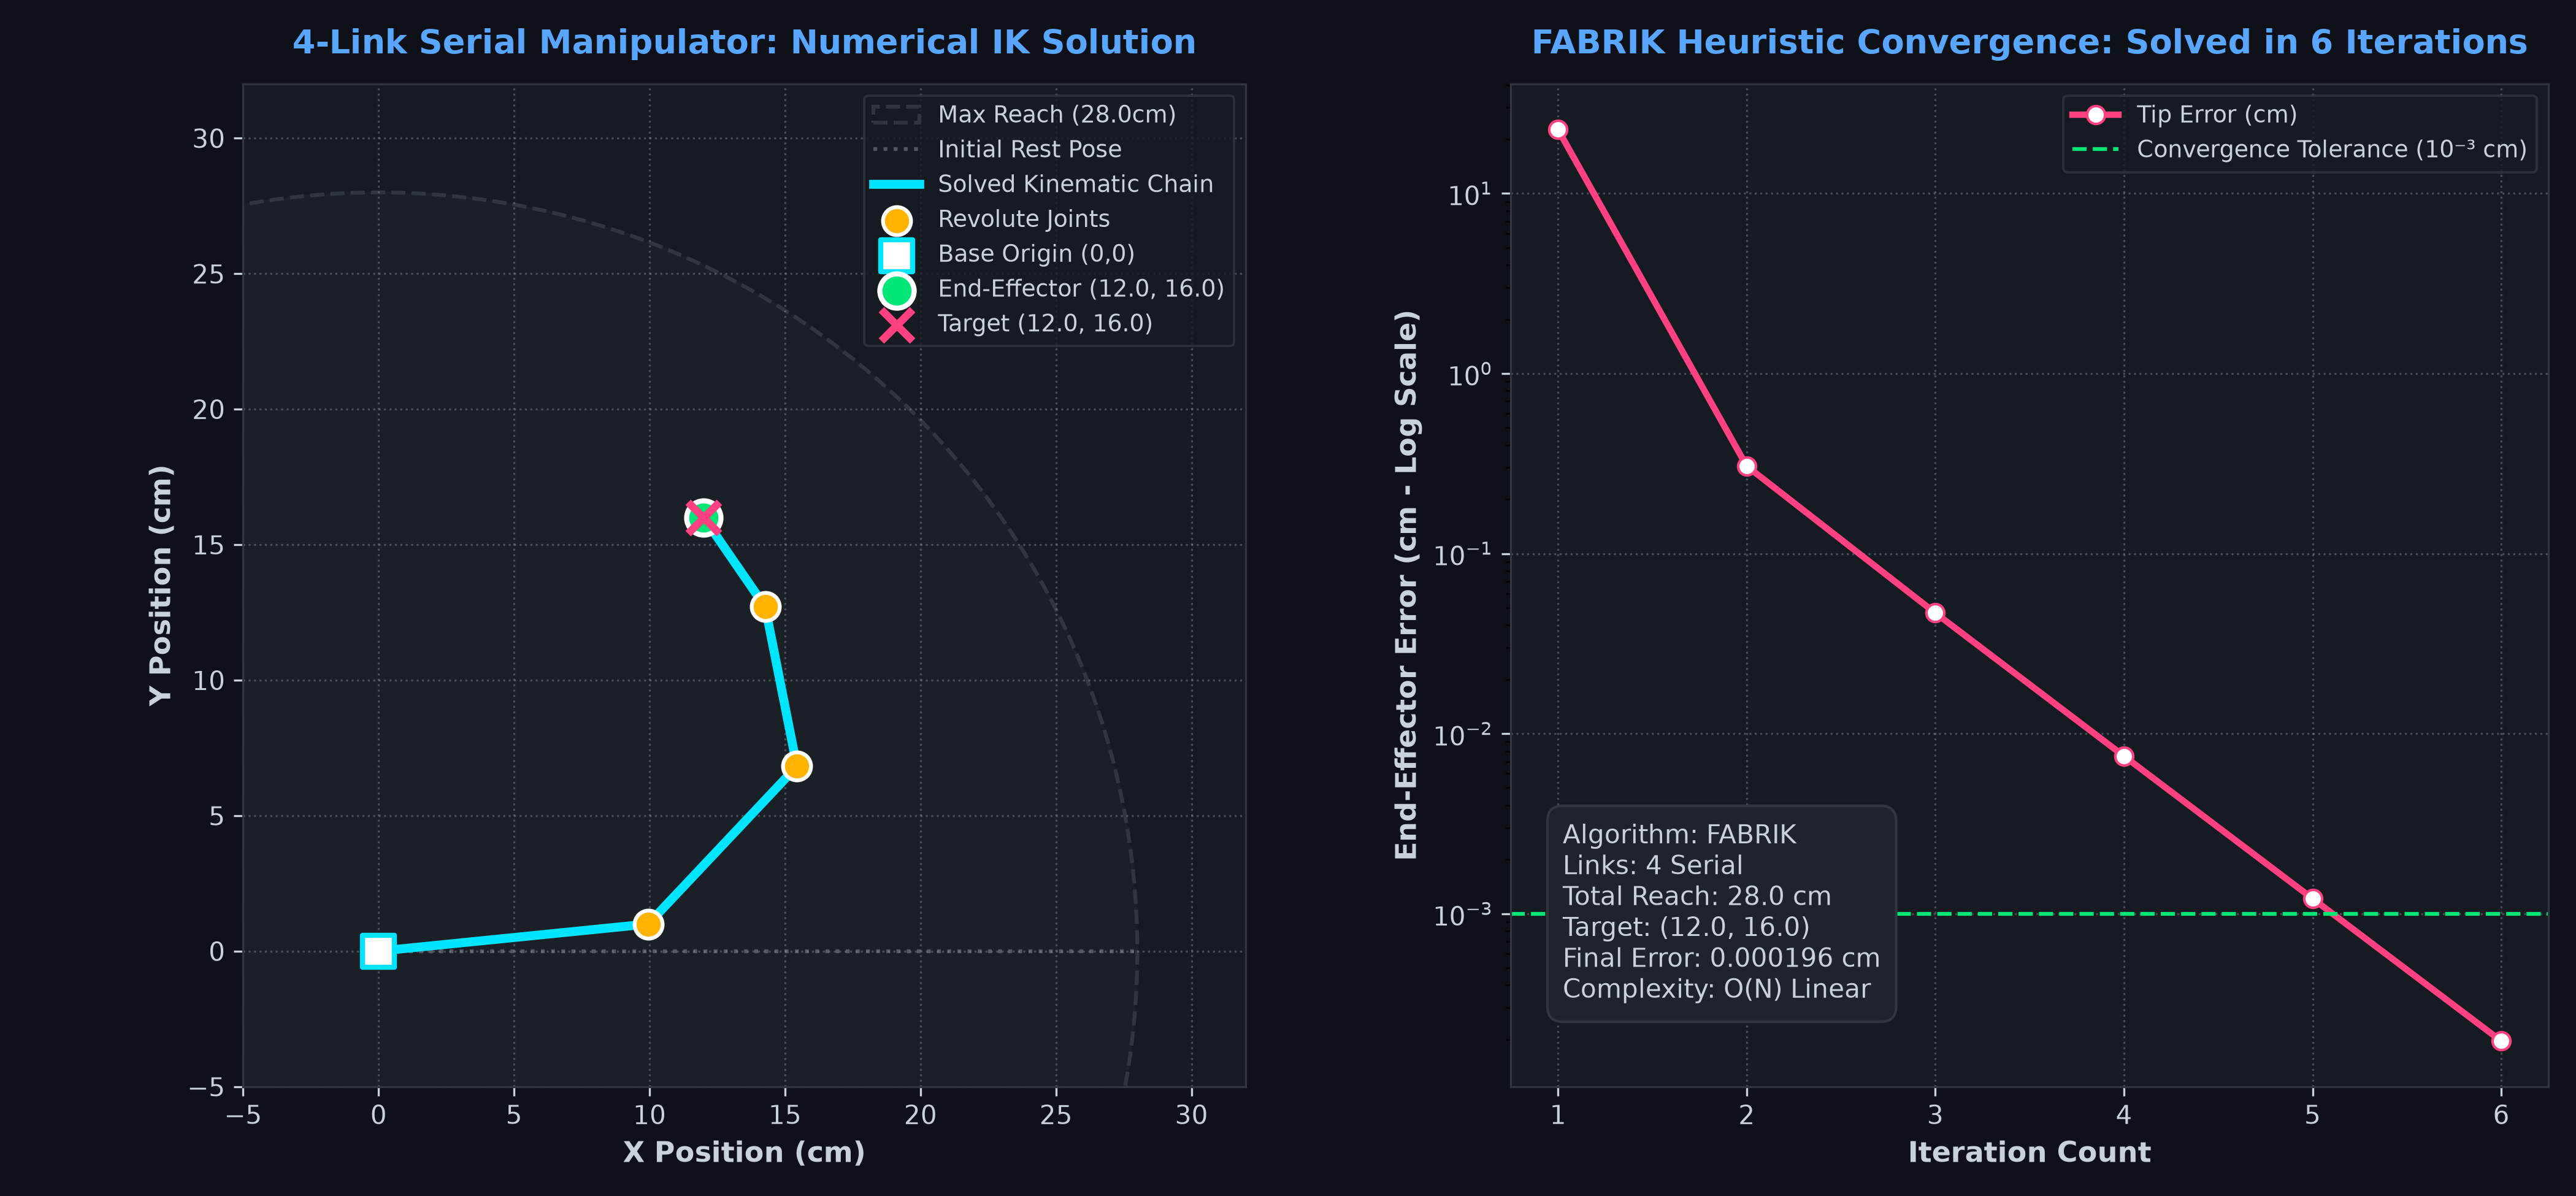 4-Link Serial Manipulator: Numerical IK Solution
Max Reach (28.0cm)
Initial Rest Pose
Solved Kinematic Chain
Revolute Joints
Base Origin (0,0)
End-Effector (12.0, 16.0)
Target (12.0, 16.0)
30
25
20
15
10
5
0
−5
Y Position (cm)
−5
0
5
10
15
20
25
30
X Position (cm)
FABRIK Heuristic Convergence: Solved in 6 Iterations
Tip Error (cm)
Convergence Tolerance (10⁻³ cm)
10¹
10⁰
10⁻¹
10⁻²
10⁻³
End-Effector Error (cm - Log Scale)
Algorithm: FABRIK
Links: 4 Serial
Total Reach: 28.0 cm
Target: (12.0, 16.0)
Final Error: 0.000196 cm
Complexity: O(N) Linear
1
2
3
4
5
6
Iteration Count